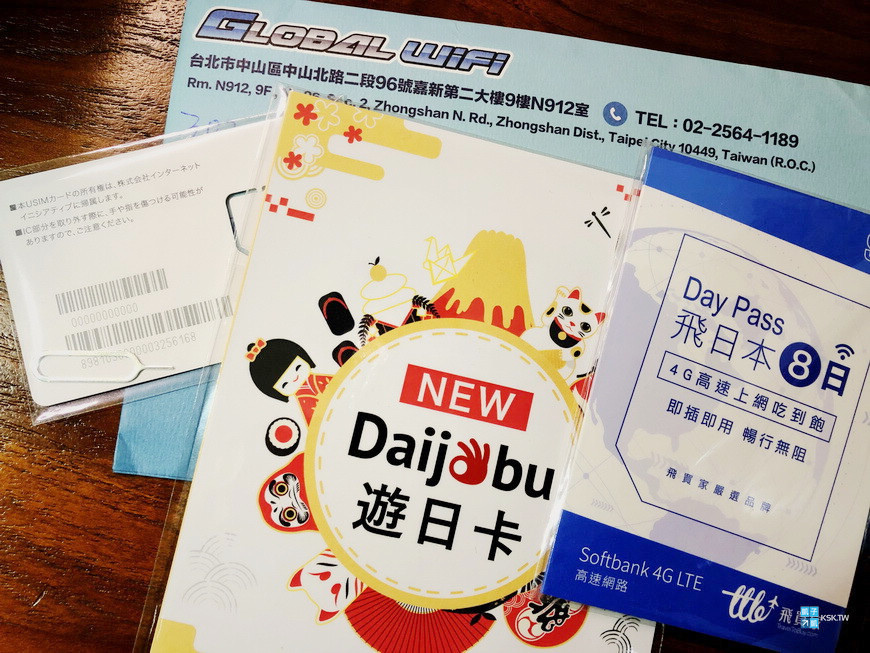 GLOBAL WiFi
台北市中山區中山北路二段96號嘉新第二大樓9樓N912室
TEL : 02-2564-1189
Rm. N912, 9F
Sec. 2, Zhongshan N. Rd., Zhongshan Dist., Taipei City 10449, Taiwan (R.O.C.)
■本USIMカードの所有権は、株式会社インターネット
イニシアティブに帰属します。
■IC部分を取り外す際に、手や指を傷つける可能性が
ありますので、ご注意ください。
00000000000
0003256168
NEW
Daijobu
遊日卡
Day Pass
飛日本8日
4G高速上網吃到飽
即插即用 暢行無阻
飛買家嚴選品牌
Softbank 4G LTE
高速網路
ttb
KSK.TW